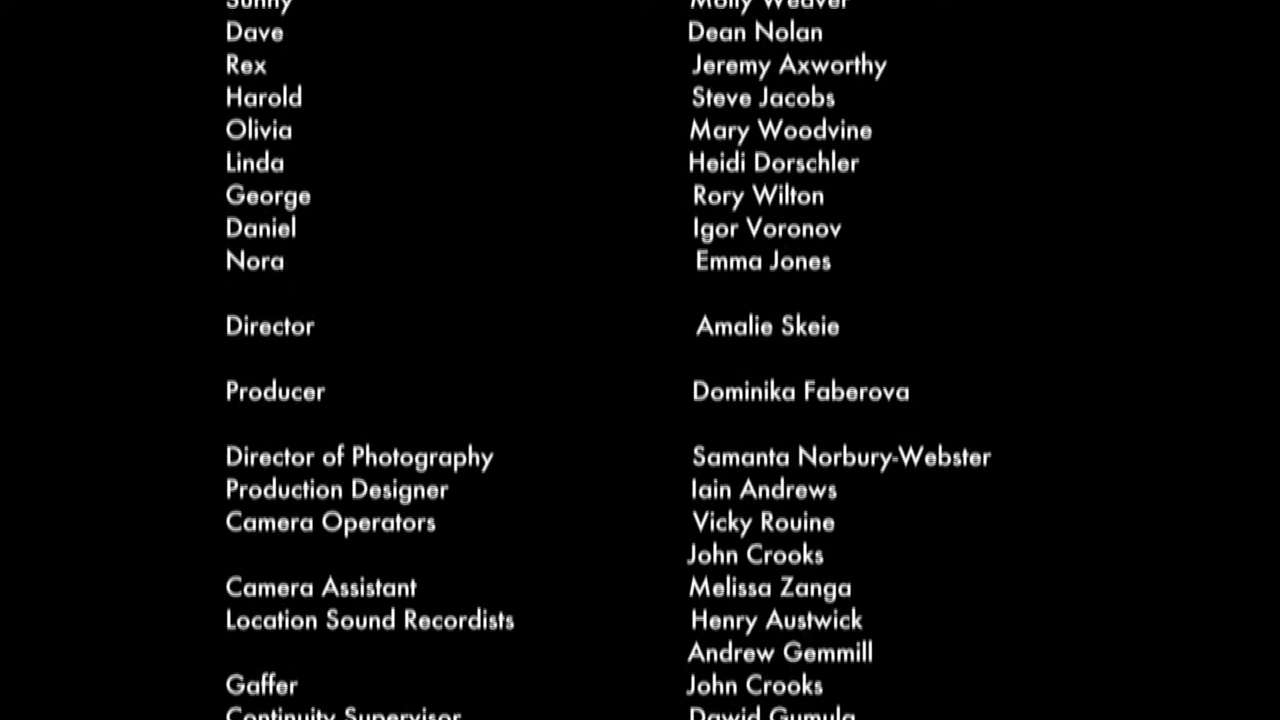 Sunny Molly Weaver
Dave Dean Nolan
Rex Jeremy Axworthy
Harold Steve Jacobs
Olivia Mary Woodvine
Linda Heidi Dorschler
George Rory Wilton
Daniel Igor Voronov
Nora Emma Jones
Director Amalie Skeie
Producer Dominika Faberova
Director of Photography Samanta Norbury-Webster
Production Designer Iain Andrews
Camera Operators Vicky Rouine
John Crooks
Camera Assistant Melissa Zanga
Location Sound Recordists Henry Austwick
Andrew Gemmill
Gaffer John Crooks
Continuity Supervisor Dawid Gumula